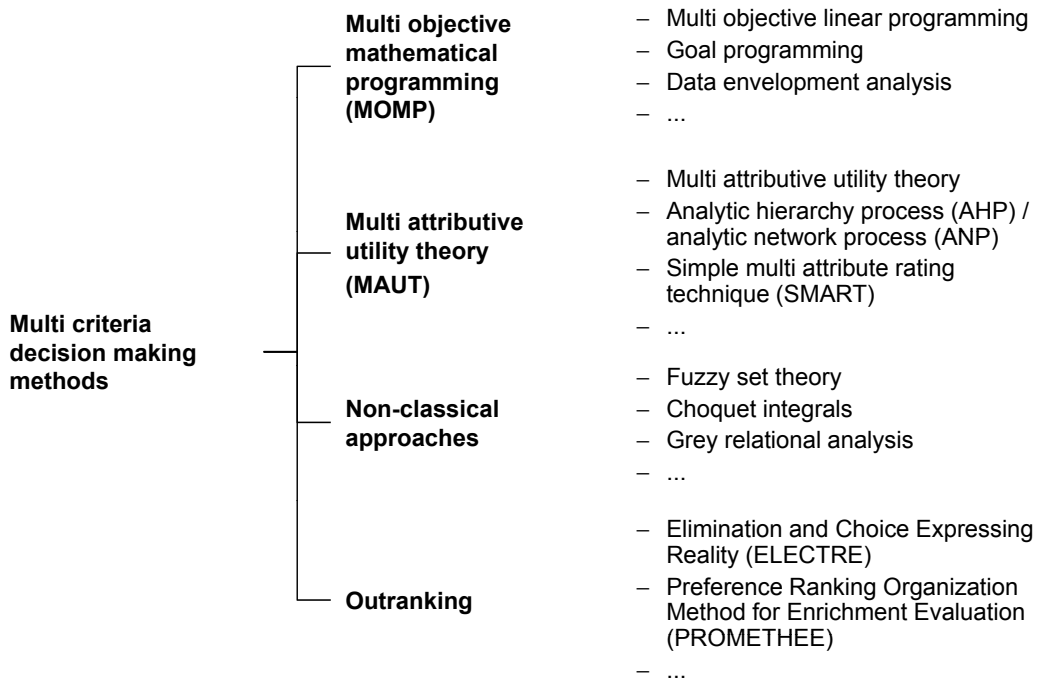 Multi criteria
decision making
methods
Multi objective
mathematical
programming
(MOMP)
– Multi objective linear programming
– Goal programming
– Data envelopment analysis
– ...
Multi attributive
utility theory
(MAUT)
– Multi attributive utility theory
– Analytic hierarchy process (AHP) /
analytic network process (ANP)
– Simple multi attribute rating
technique (SMART)
– ...
Non-classical
approaches
– Fuzzy set theory
– Choquet integrals
– Grey relational analysis
– ...
Outranking
– Elimination and Choice Expressing
Reality (ELECTRE)
– Preference Ranking Organization
Method for Enrichment Evaluation
(PROMETHEE)
– ...